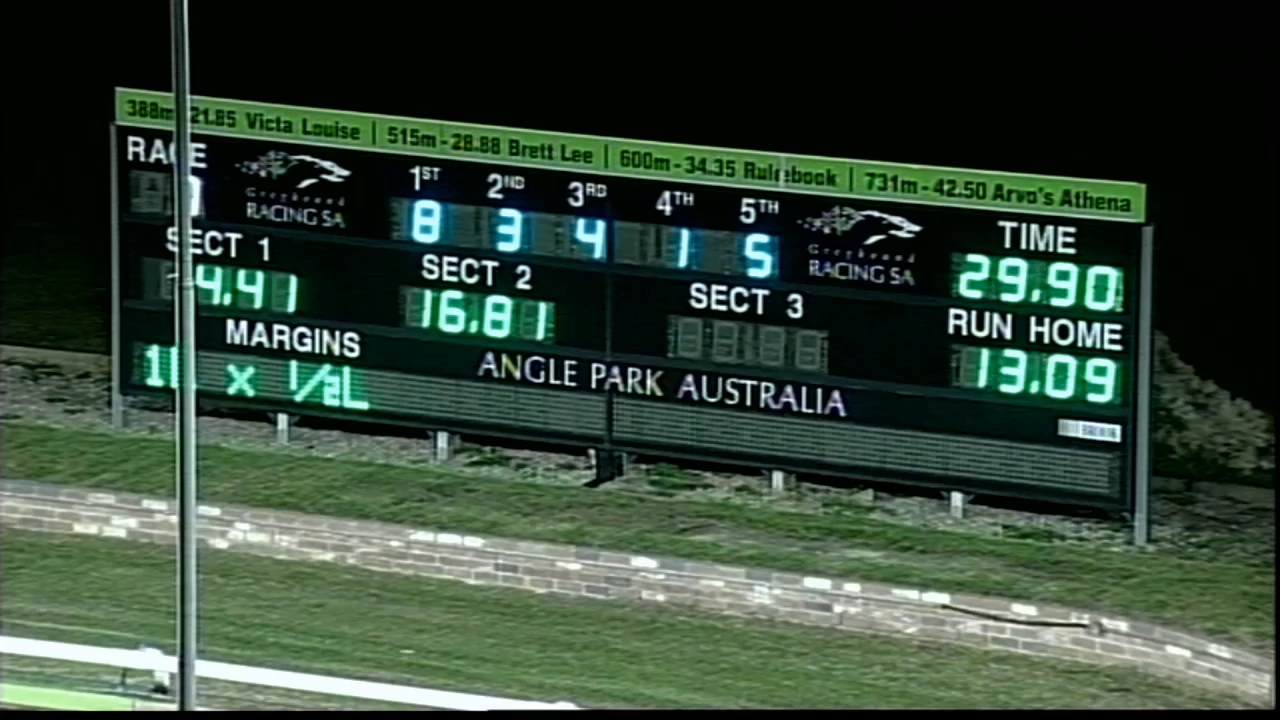 388m 21.85 Victa Louise | 515m - 28.88 Brett Lee | 600m - 34.35 Rulebook | 731m - 42.50 Arvo's Athena
RACE
Greyhound
RACING SA
1ST 2ND 3RD 4TH 5TH
8 3 4 1 5
Greyhound
RACING SA
TIME
29.90
SECT 1
4.41
SECT 2
16.81
SECT 3
RUN HOME
13.09
MARGINS
x 1/2L
ANGLE PARK AUSTRALIA